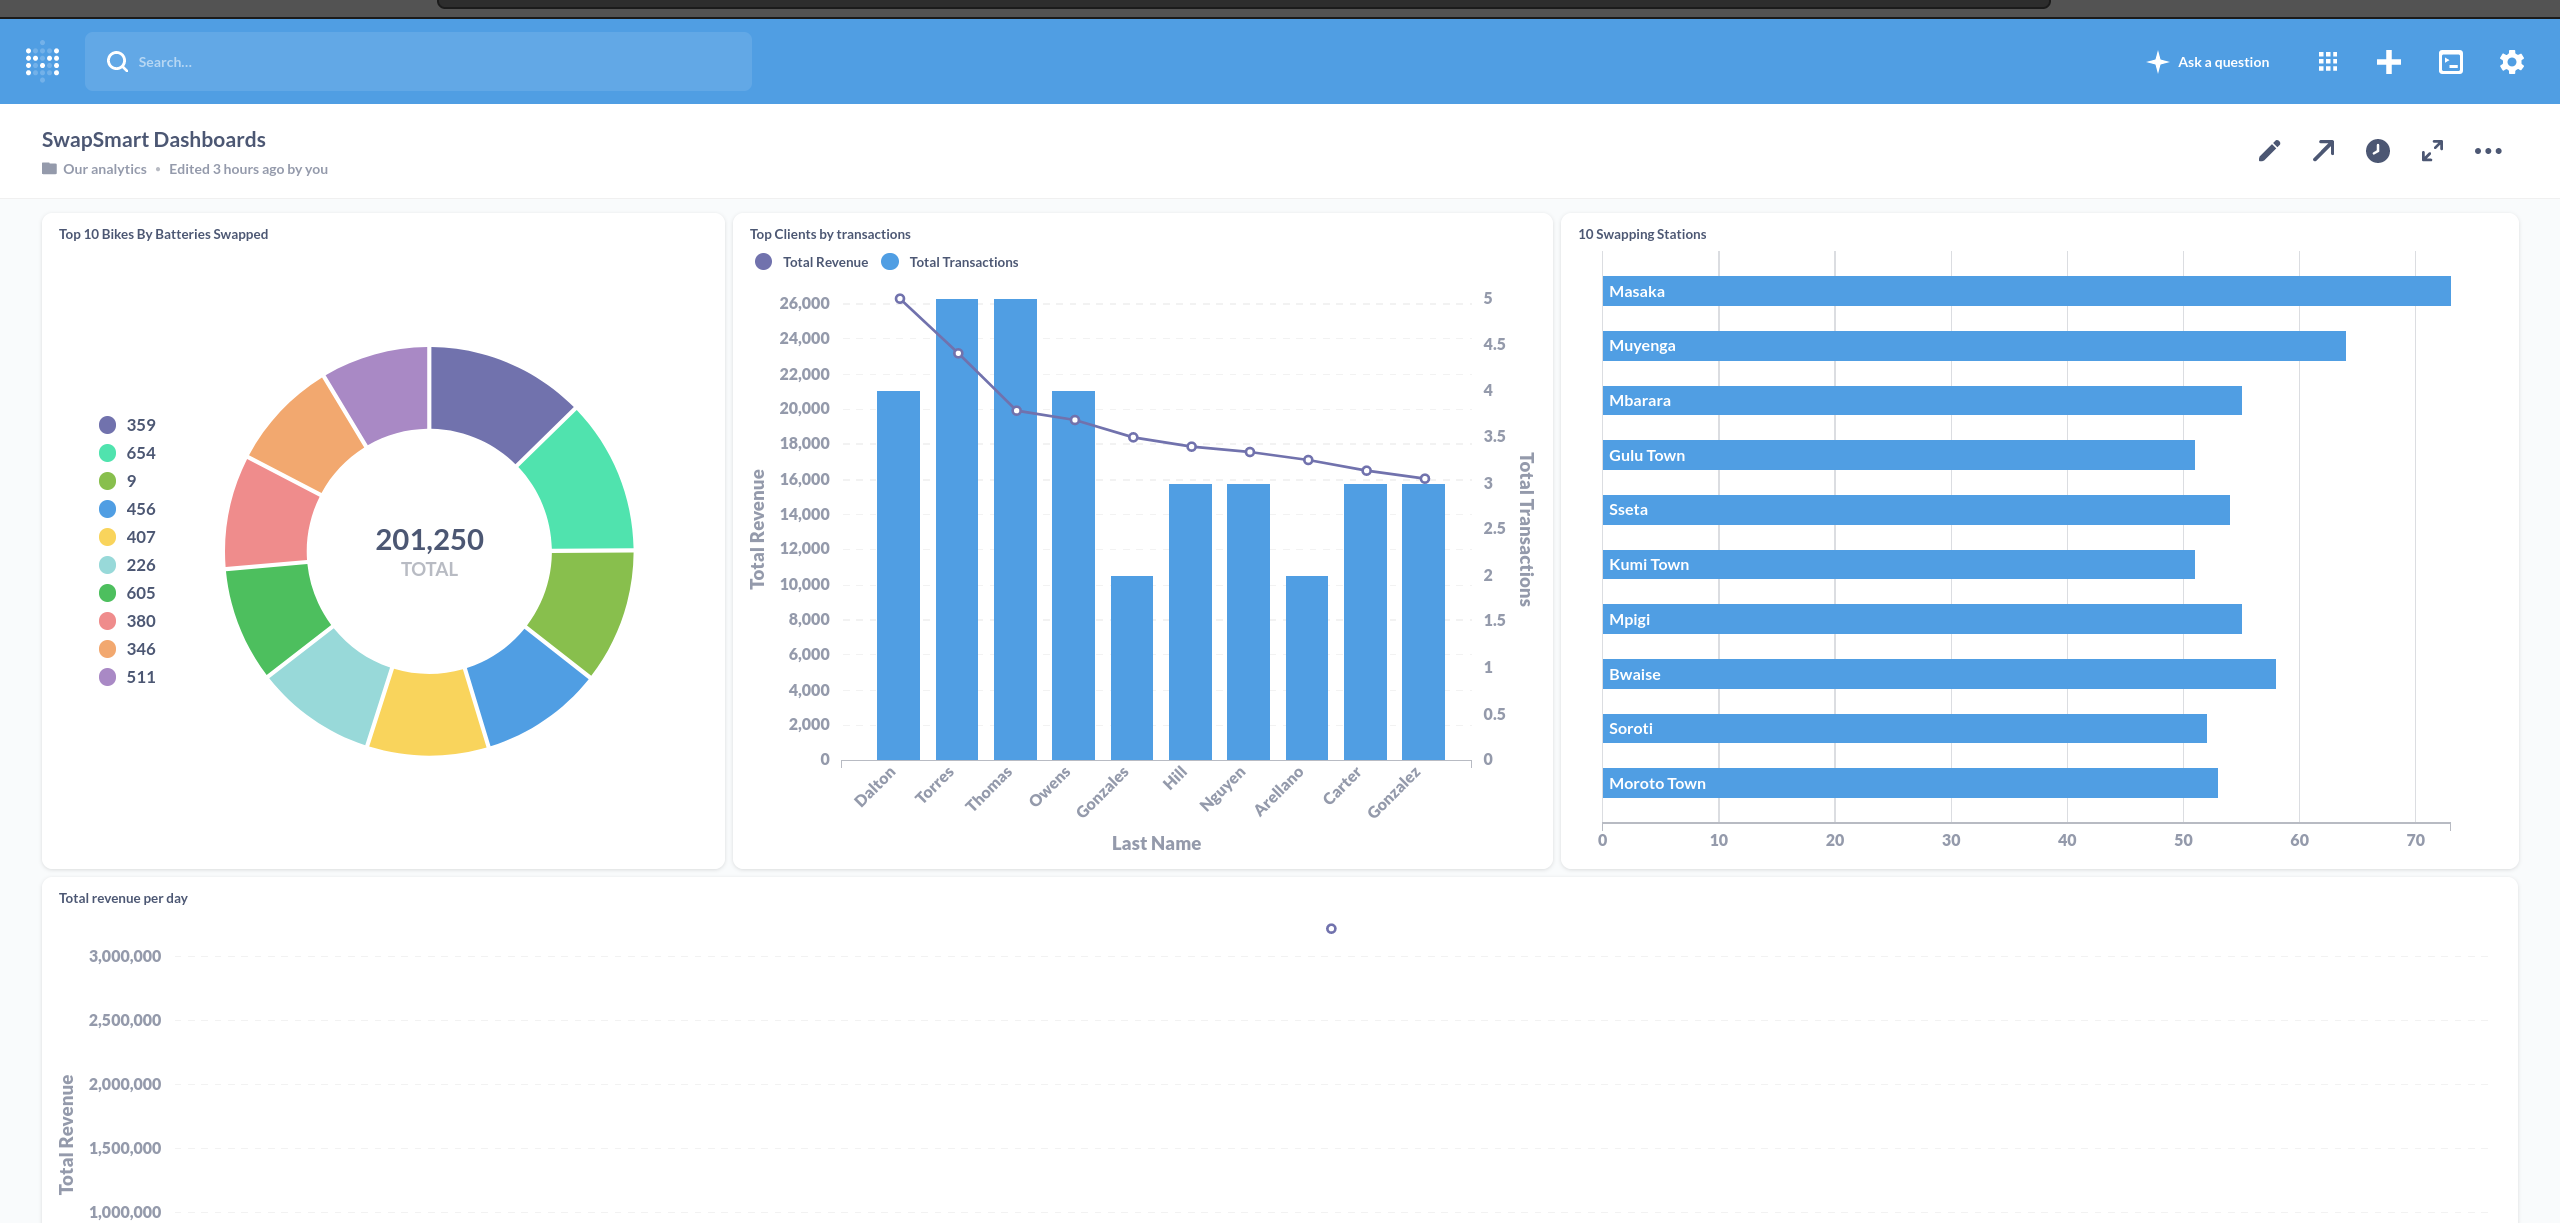 Search...
Ask a question
SwapSmart Dashboards
Our analytics • Edited 3 hours ago by you
Top 10 Bikes By Batteries Swapped
359
654
9
456
407
226
605
380
346
511
201,250
TOTAL
Top Clients by transactions
Total Revenue Total Transactions
26,000
24,000
22,000
20,000
18,000
16,000
14,000
12,000
10,000
8,000
6,000
4,000
2,000
0
Total Revenue
5
4.5
4
3.5
3
2.5
2
1.5
1
0.5
0
Total Transactions
Dalton Torres Thomas Owens Gonzales Hill Nguyen Arellano Carter Gonzalez
Last Name
10 Swapping Stations
Masaka
Muyenga
Mbarara
Gulu Town
Sseta
Kumi Town
Mpigi
Bwaise
Soroti
Moroto Town
0 10 20 30 40 50 60 70
Total revenue per day
3,000,000
2,500,000
2,000,000
1,500,000
1,000,000
Total Revenue